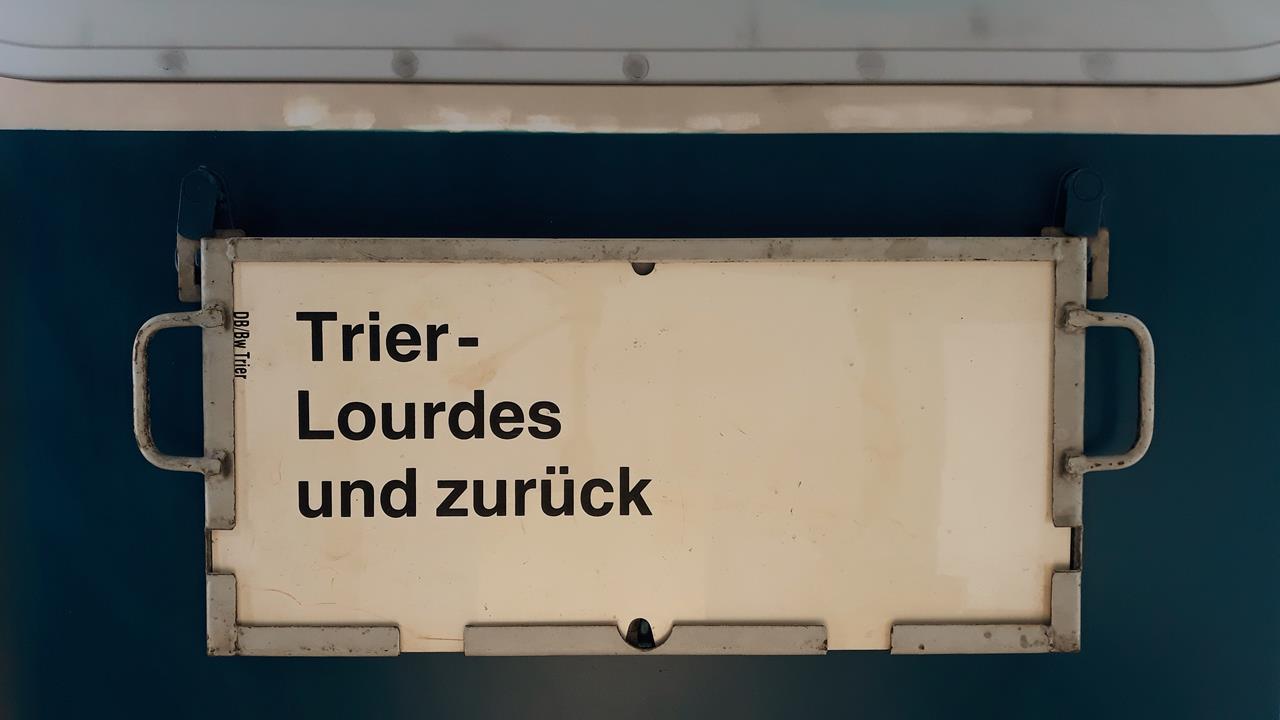 Trier-
Lourdes
und zurück
DB/Bw Trier